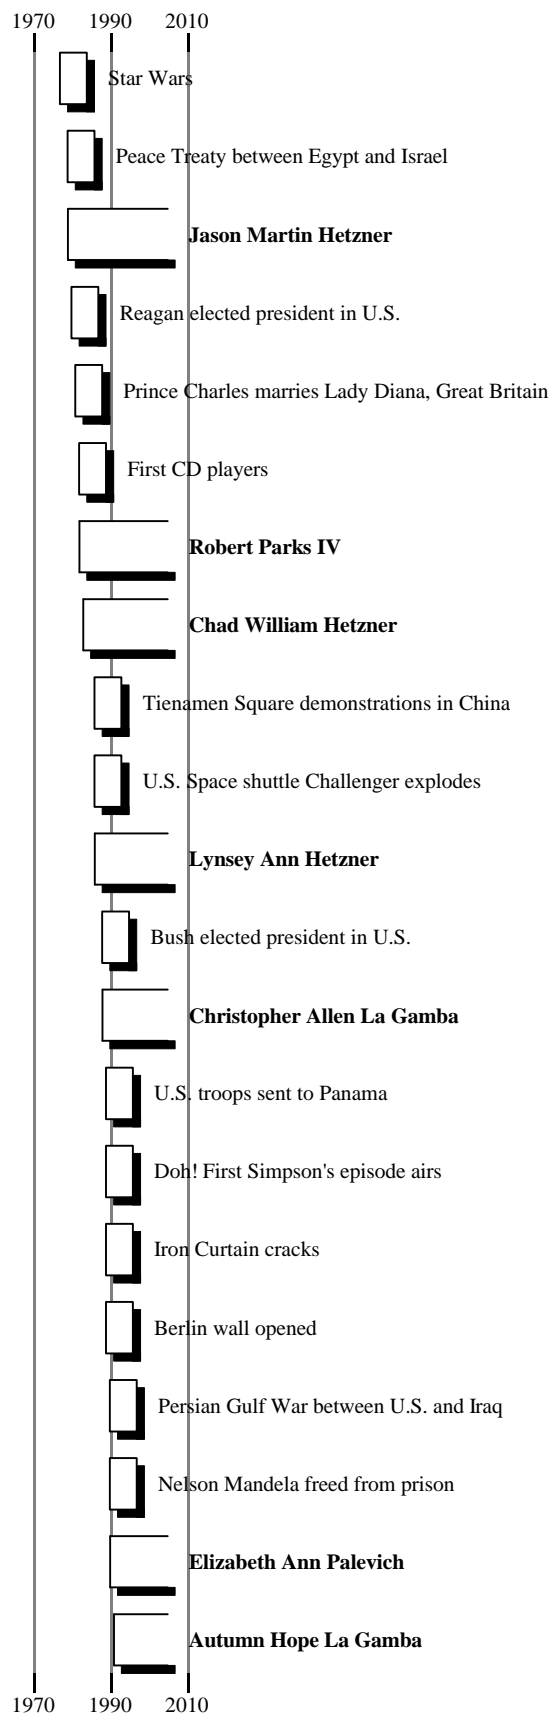 1970 1990 2010
Star Wars
Peace Treaty between Egypt and Israel
Jason Martin Hetzner
Reagan elected president in U.S.
Prince Charles marries Lady Diana, Great Britain
First CD players
Robert Parks IV
Chad William Hetzner
Tienamen Square demonstrations in China
U.S. Space shuttle Challenger explodes
Lynsey Ann Hetzner
Bush elected president in U.S.
Christopher Allen La Gamba
U.S. troops sent to Panama
Doh! First Simpson's episode airs
Iron Curtain cracks
Berlin wall opened
Persian Gulf War between U.S. and Iraq
Nelson Mandela freed from prison
Elizabeth Ann Palevich
Autumn Hope La Gamba
1970 1990 2010